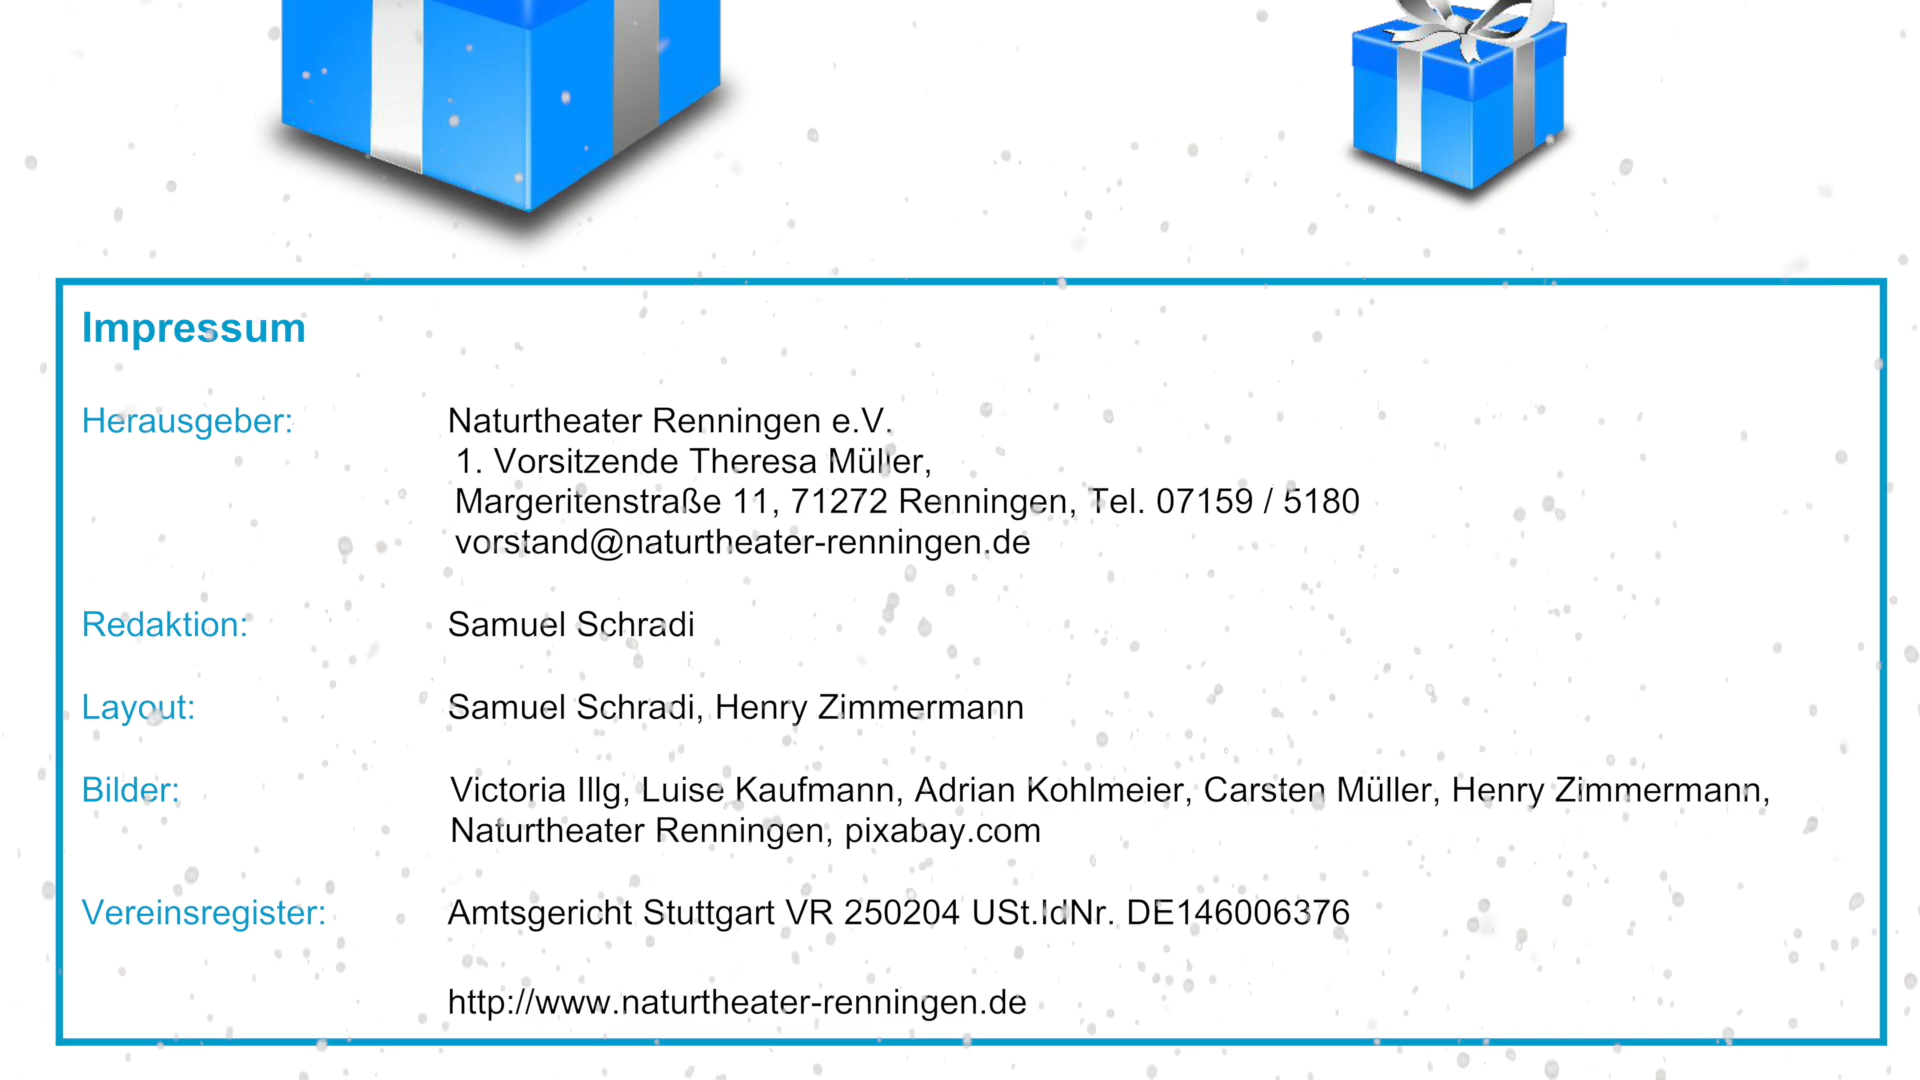 Impressum
Herausgeber: Naturtheater Renningen e.V.
1. Vorsitzende Theresa Müller,
Margeritenstraße 11, 71272 Renningen, Tel. 07159 / 5180
vorstand@naturtheater-renningen.de
Redaktion: Samuel Schradi
Layout: Samuel Schradi, Henry Zimmermann
Bilder: Victoria Illg, Luise Kaufmann, Adrian Kohlmeier, Carsten Müller, Henry Zimmermann,
Naturtheater Renningen, pixabay.com
Vereinsregister: Amtsgericht Stuttgart VR 250204 USt.IdNr. DE146006376
http://www.naturtheater-renningen.de